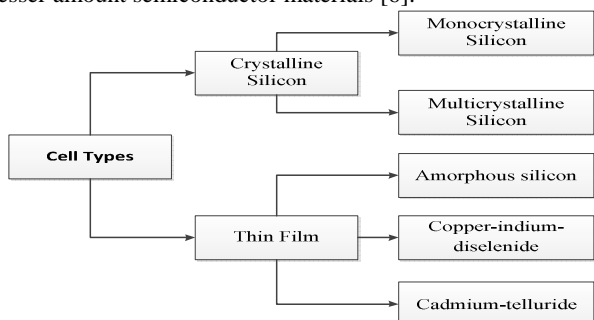 esser amount semiconductor materials [6].
Monocrystalline
Silicon
Crystalline
Silicon
Multicrystalline
Silicon
Cell Types
Amorphous silicon
Thin Film
Copper-indium-
diselenide
Cadmium-telluride